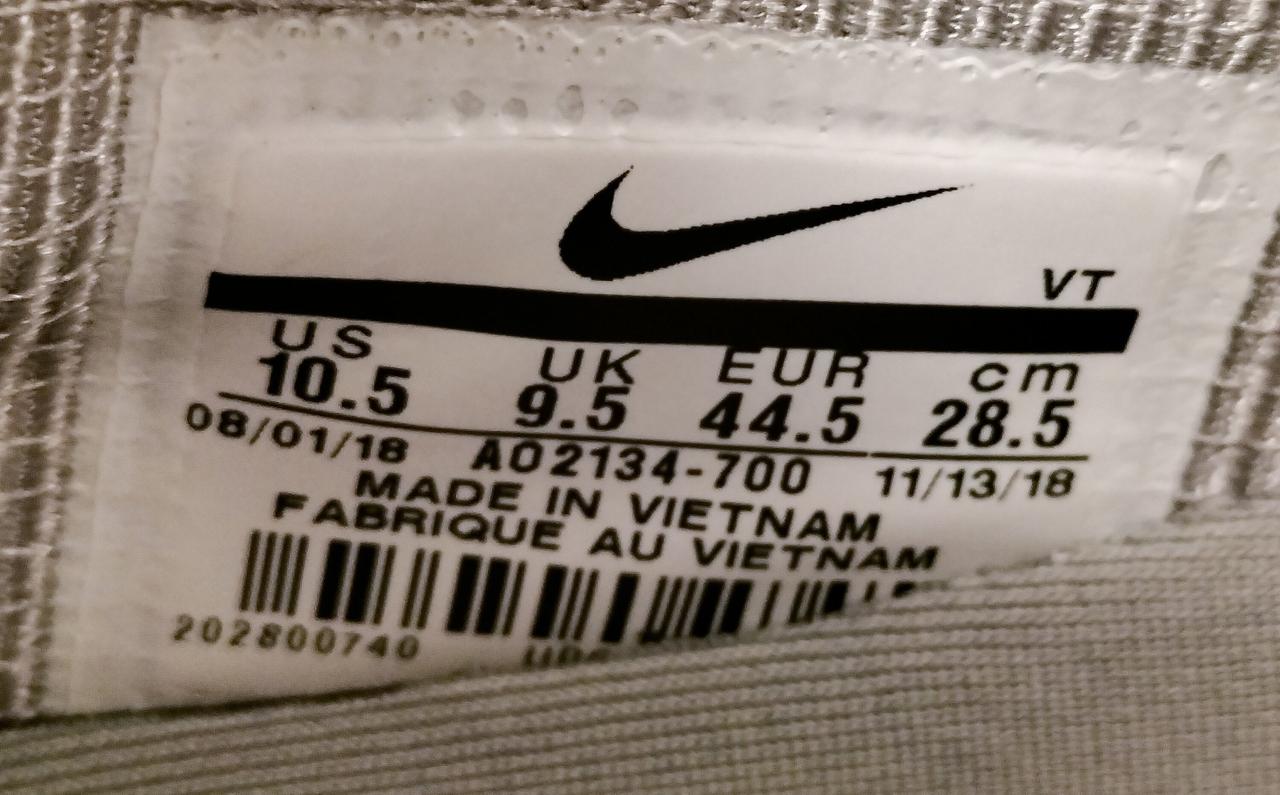 VT
US UK EUR cm
10.5 9.5 44.5 28.5
08/01/18 AO2134-700 11/13/18
MADE IN VIETNAM
FABRIQUE AU VIETNAM
202800740